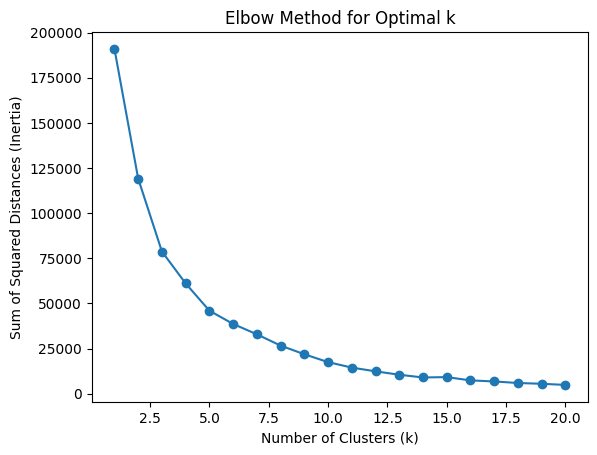 Elbow Method for Optimal k
200000
175000
150000
125000
100000
75000
50000
25000
0
Sum of Squared Distances (Inertia)
2.5 5.0 7.5 10.0 12.5 15.0 17.5 20.0
Number of Clusters (k)